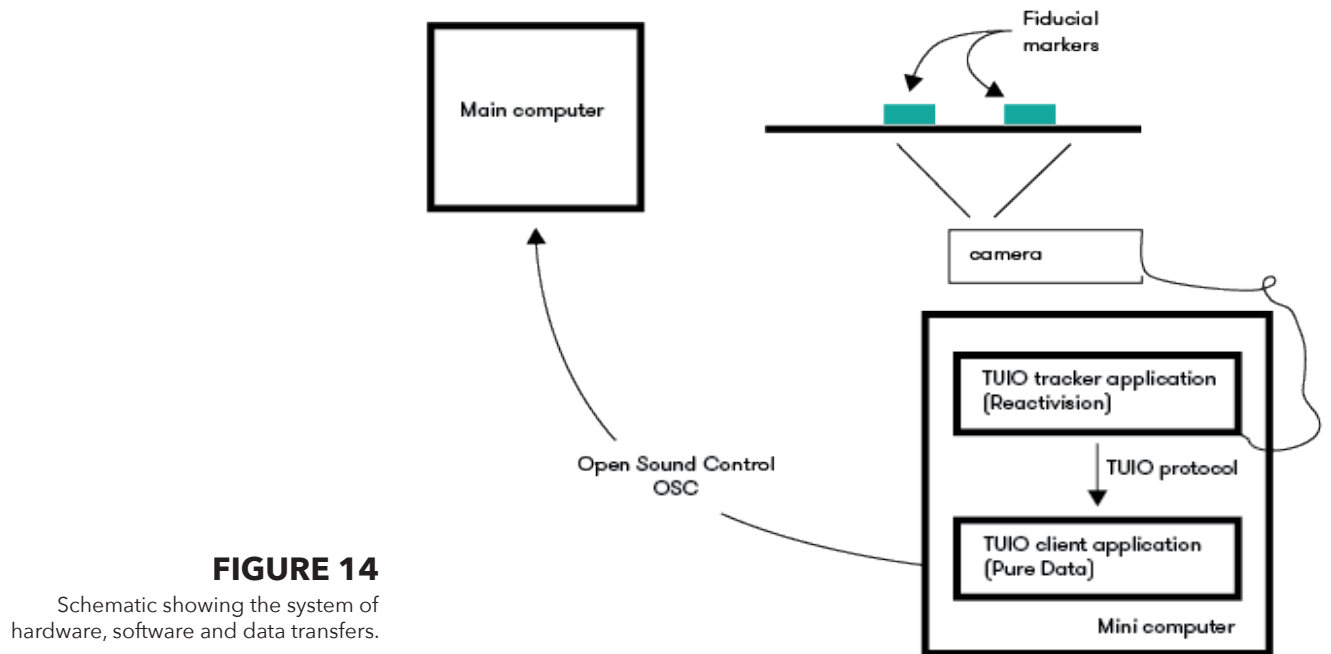 Fiducial
markers
Main computer
camera
TUIO tracker application
(Reactivision)
TUIO protocol
Open Sound Control
OSC
TUIO client application
(Pure Data)
Mini computer
FIGURE 14
Schematic showing the system of
hardware, software and data transfers.